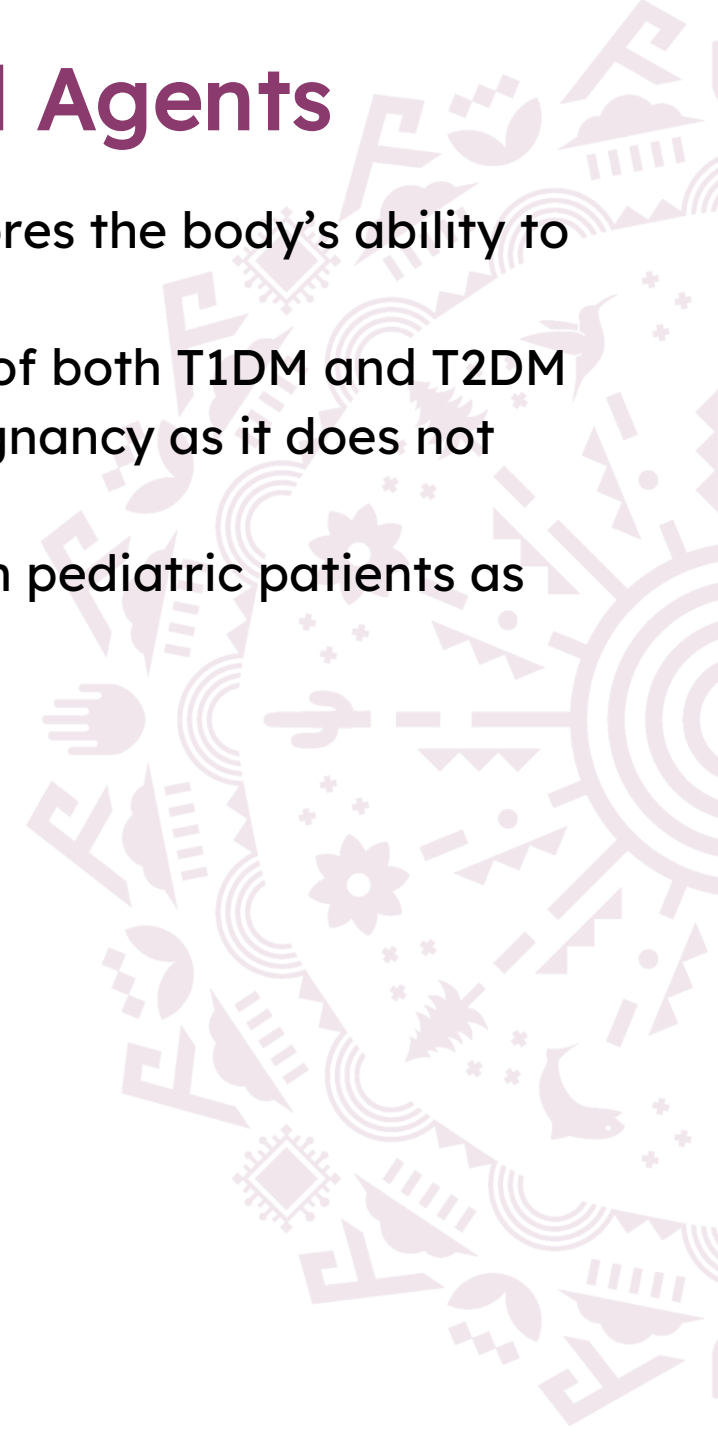 Agents
res the body’s ability to
of both T1DM and T2DM
gnancy as it does not
pediatric patients as